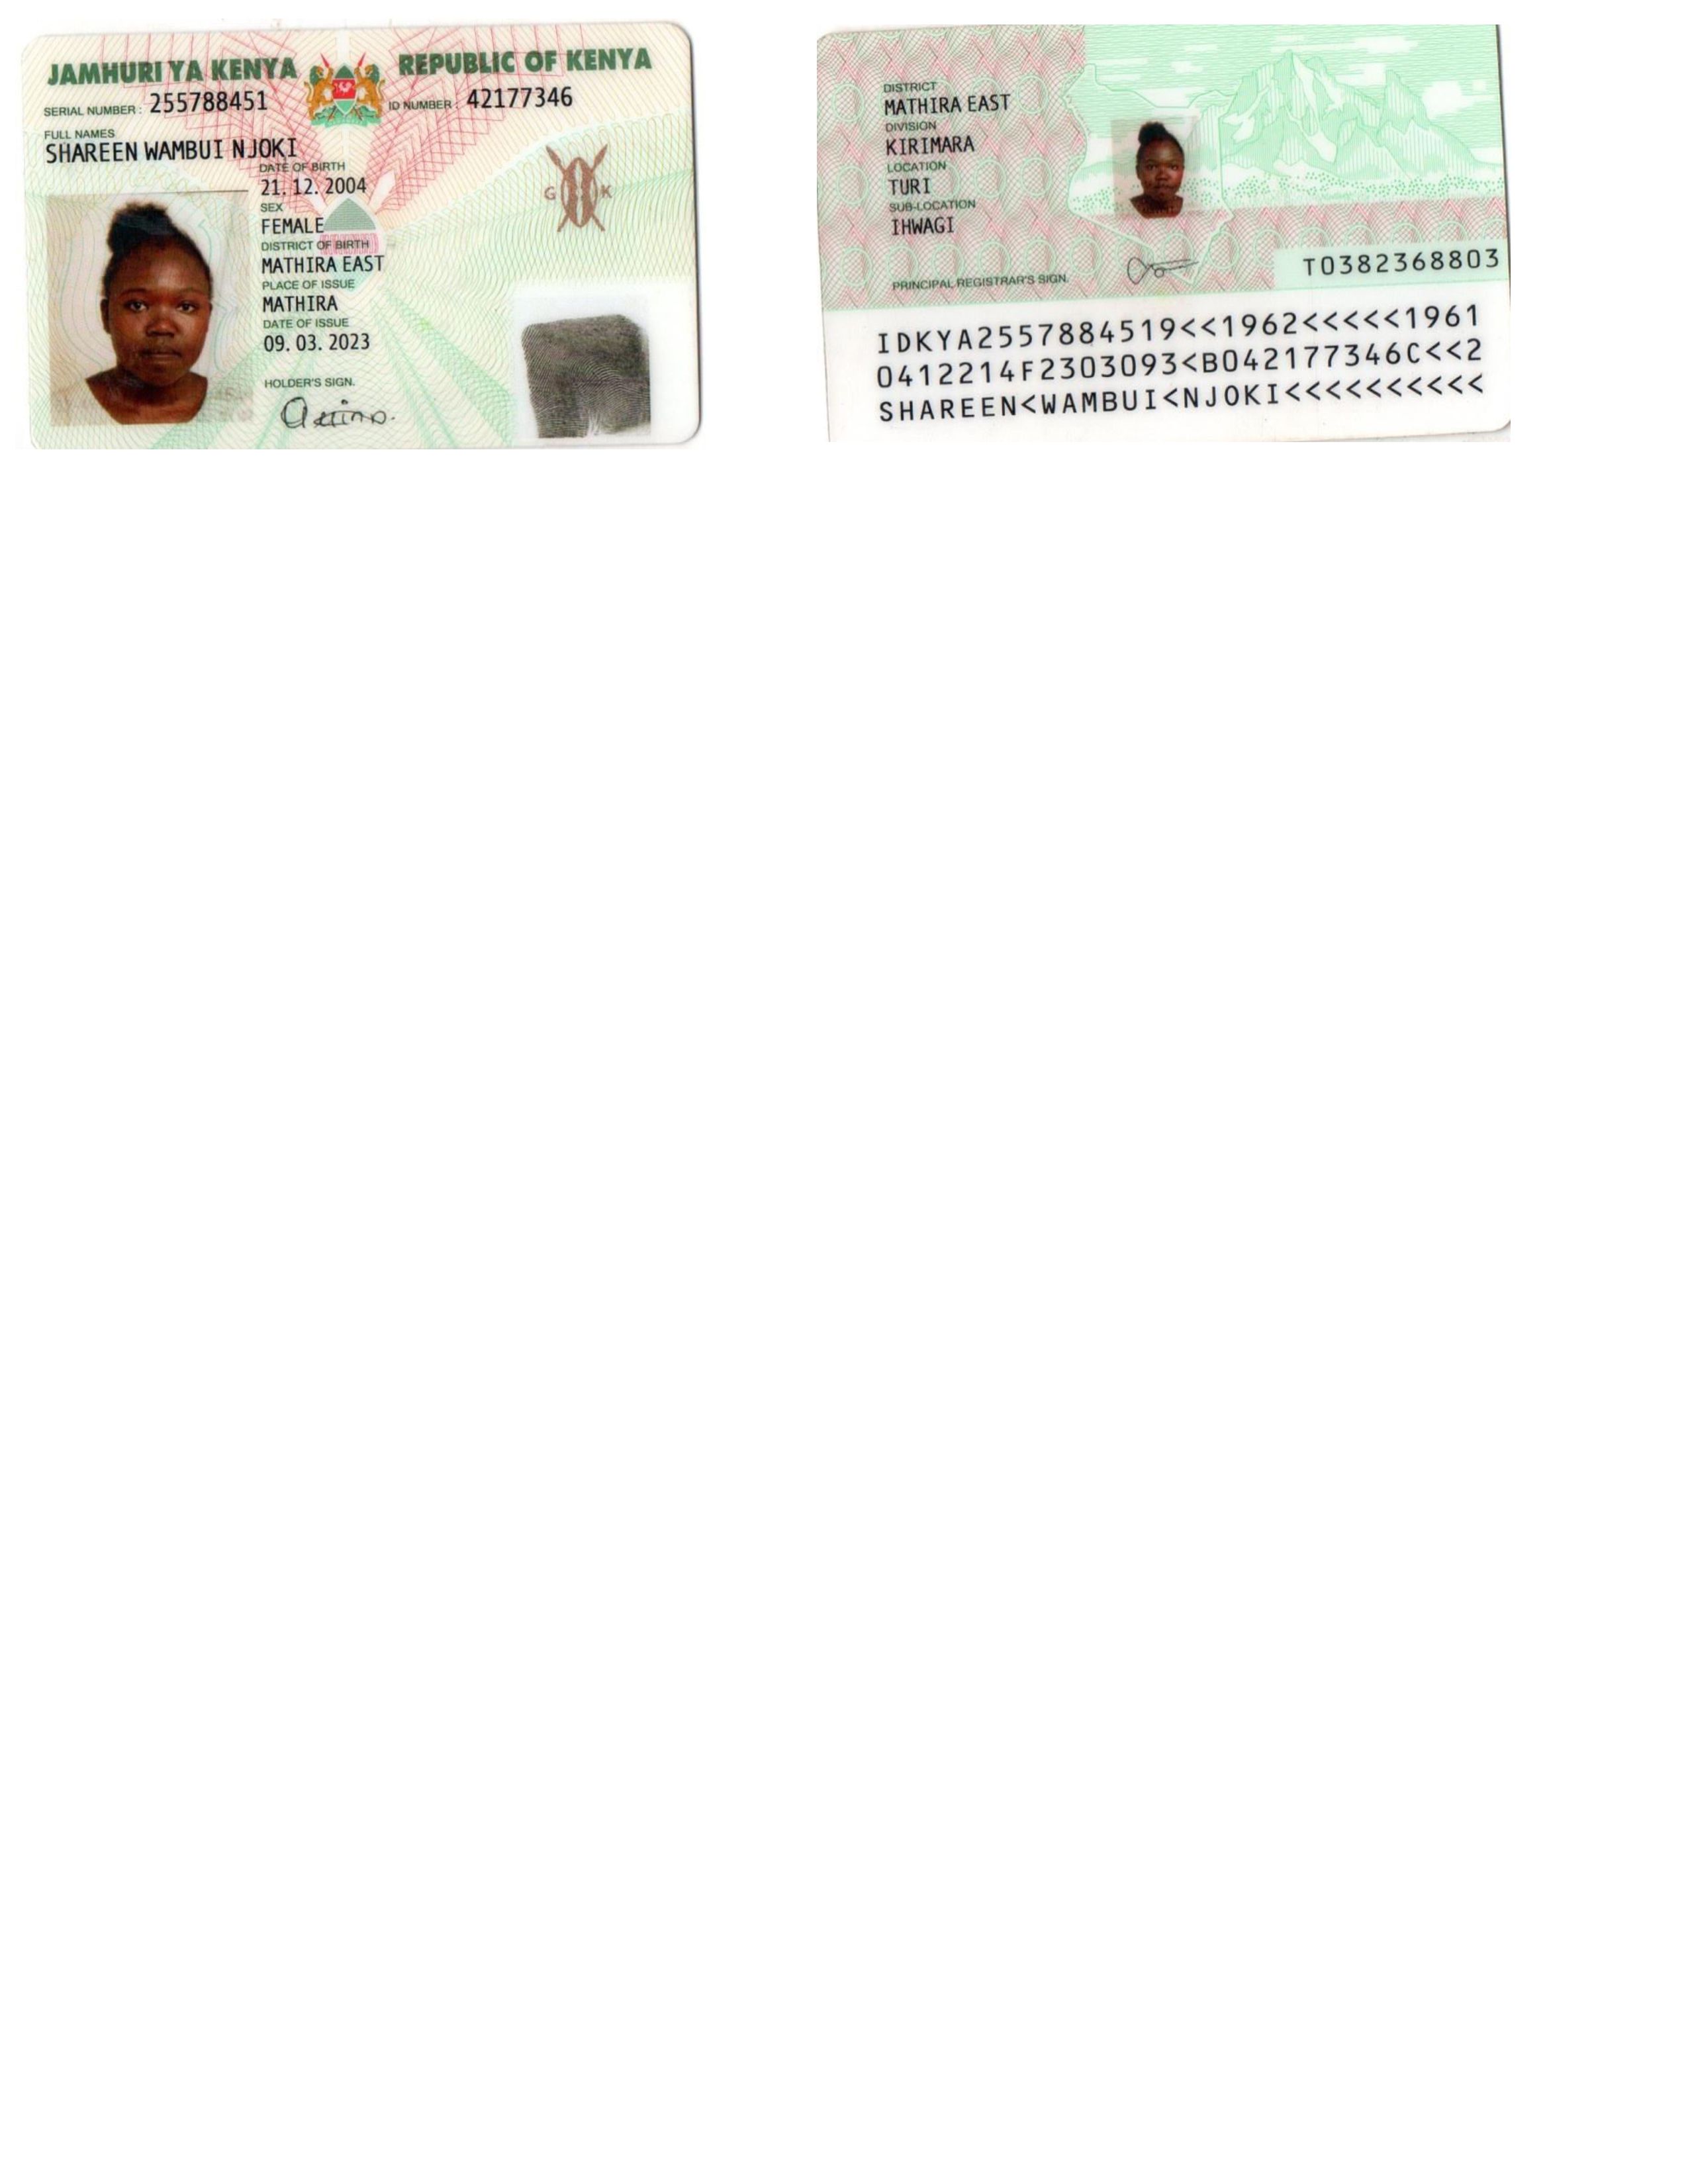 JAMHURI YA KENYA REPUBLIC OF KENYA
SERIAL NUMBER : 255788451 ID NUMBER : 42177346
FULL NAMES
SHAREEN WAMBUI NJOKI
DATE OF BIRTH
21. 12. 2004
SEX
FEMALE
DISTRICT OF BIRTH
MATHIRA EAST
PLACE OF ISSUE
MATHIRA
DATE OF ISSUE
09. 03. 2023
HOLDER'S SIGN.
G K
DISTRICT
MATHIRA EAST
DIVISION
KIRIMARA
LOCATION
TURI
SUB-LOCATION
IHWAGI
PRINCIPAL REGISTRAR'S SIGN.
T0382368803
IDKYA2557884519<<1962<<<<<1961
0412214F2303093<B042177346C<<2
SHAREEN<WAMBUI<NJOKI<<<<<<<<<<